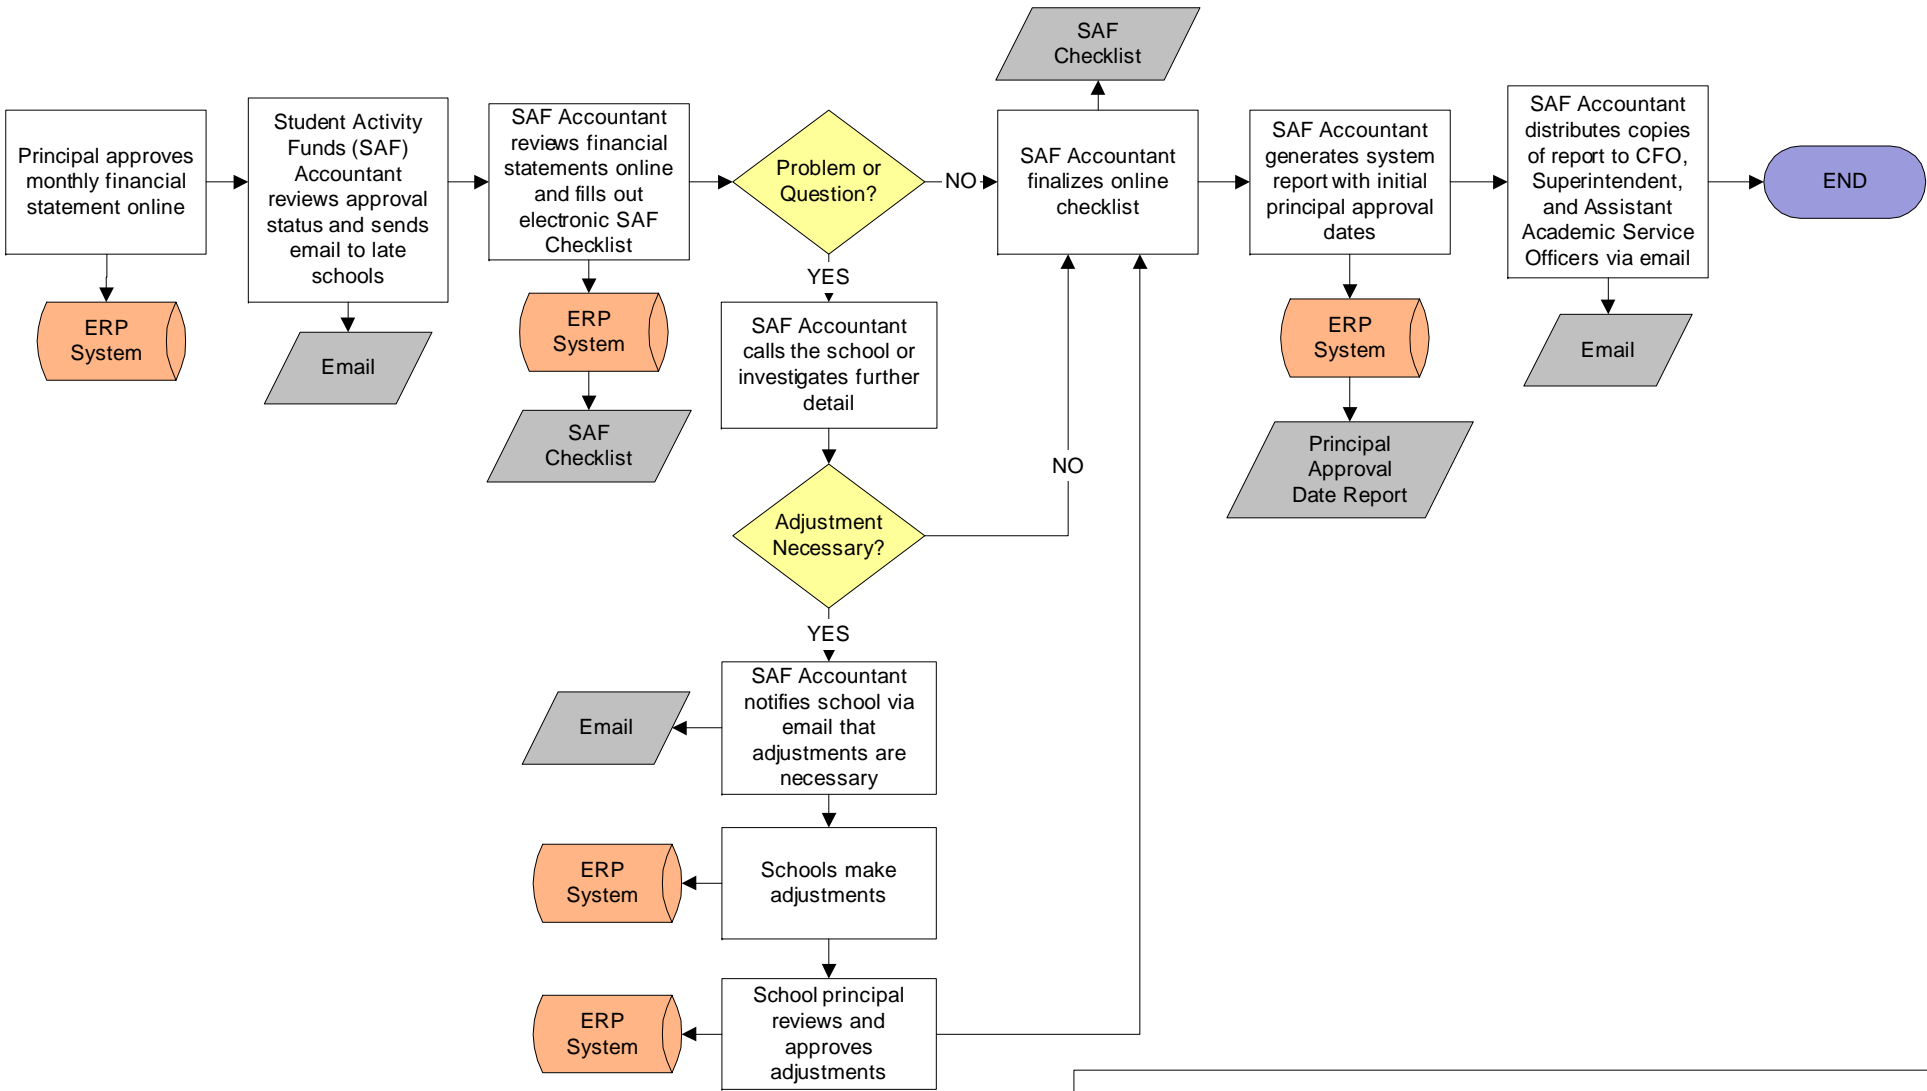 Principal approves
monthly financial
statement online
ERP
System
Student Activity
Funds (SAF)
Accountant
reviews approval
status and sends
email to late
schools
Email
SAF Accountant
reviews financial
statements online
and fills out
electronic SAF
Checklist
ERP
System
SAF
Checklist
Problem or
Question?
NO
YES
SAF Accountant
calls the school or
investigates further
detail
Adjustment
Necessary?
NO
YES
SAF Accountant
notifies school via
email that
adjustments are
necessary
Email
Schools make
adjustments
ERP
System
School principal
reviews and
approves
adjustments
ERP
System
SAF Accountant
finalizes online
checklist
SAF
Checklist
SAF Accountant
generates system
report with initial
principal approval
dates
ERP
System
Principal
Approval
Date Report
SAF Accountant
distributes copies
of report to CFO,
Superintendent,
and Assistant
Academic Service
Officers via email
Email
END